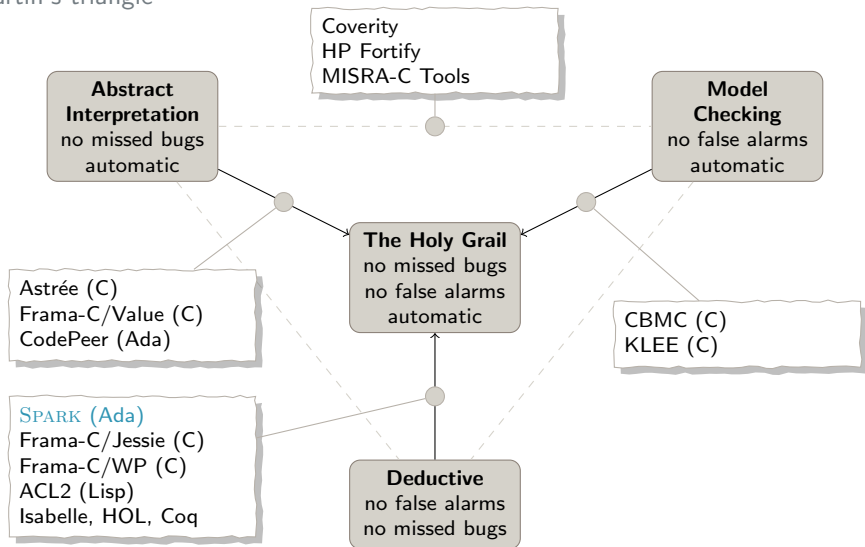 triangle
Coverity
HP Fortify
MISRA-C Tools
Abstract
Interpretation
no missed bugs
automatic
Model
Checking
no false alarms
automatic
The Holy Grail
no missed bugs
no false alarms
automatic
Astrée (C)
Frama-C/Value (C)
CodePeer (Ada)
CBMC (C)
KLEE (C)
SPARK (Ada)
Frama-C/Jessie (C)
Frama-C/WP (C)
ACL2 (Lisp)
Isabelle, HOL, Coq
Deductive
no false alarms
no missed bugs